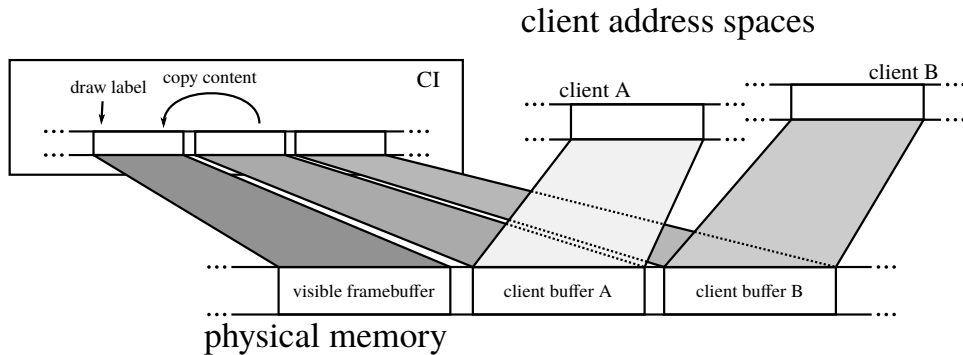 client address spaces
CI
copy content
draw label
client A
client B
visible framebuffer
client buffer A
client buffer B
physical memory